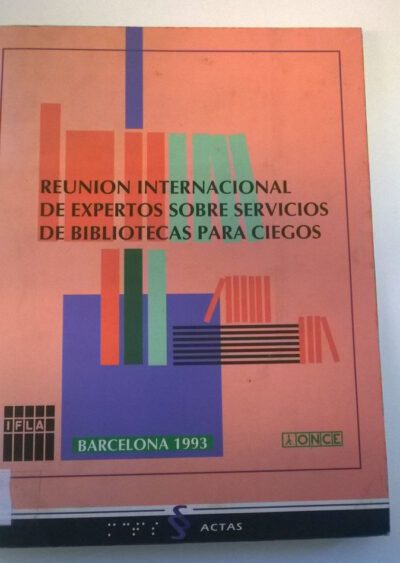 REUNION INTERNACIONAL
DE EXPERTOS SOBRE SERVICIOS
DE BIBLIOTECAS PARA CIEGOS
IFLA
BARCELONA 1993
ONCE
ACTAS